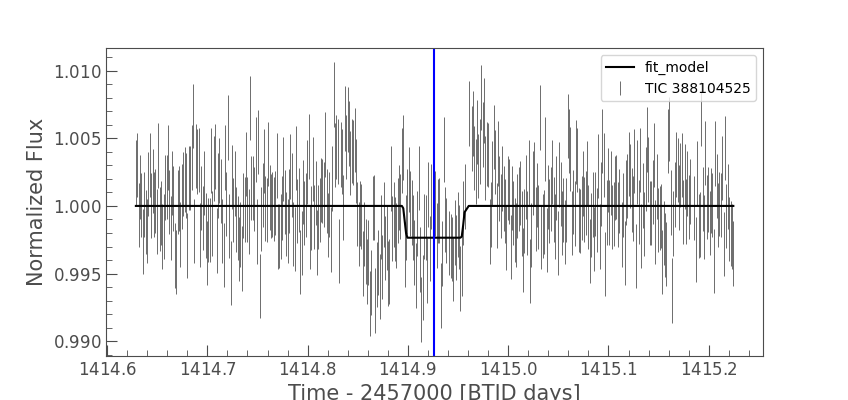 fit_model
TIC 388104525
Normalized Flux
1.010
1.005
1.000
0.995
0.990
1414.6 1414.7 1414.8 1414.9 1415.0 1415.1 1415.2
Time - 2457000 [BTJD days]